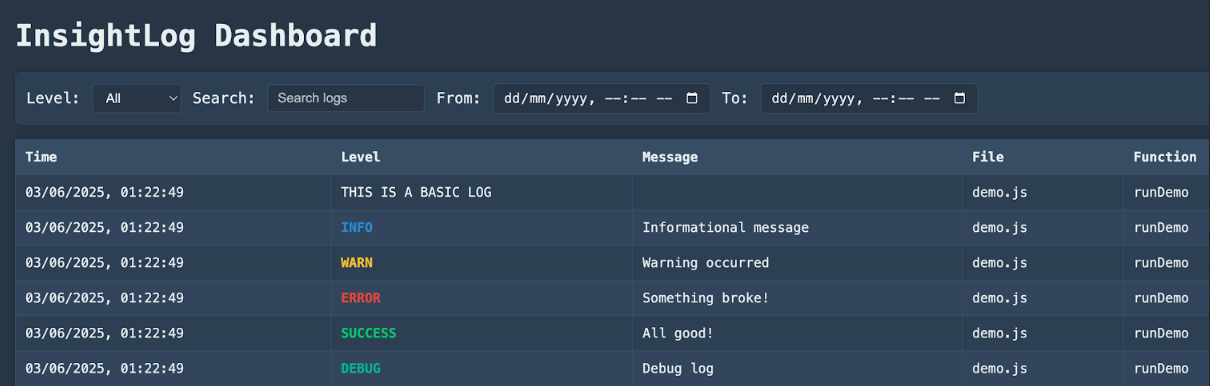 InsightLog Dashboard
Level: All Search: Search logs From: dd/mm/yyyy, --:-- -- To: dd/mm/yyyy, --:-- --
Time Level Message File Function
03/06/2025, 01:22:49 THIS IS A BASIC LOG demo.js runDemo
03/06/2025, 01:22:49 INFO Informational message demo.js runDemo
03/06/2025, 01:22:49 WARN Warning occurred demo.js runDemo
03/06/2025, 01:22:49 ERROR Something broke! demo.js runDemo
03/06/2025, 01:22:49 SUCCESS All good! demo.js runDemo
03/06/2025, 01:22:49 DEBUG Debug log demo.js runDemo